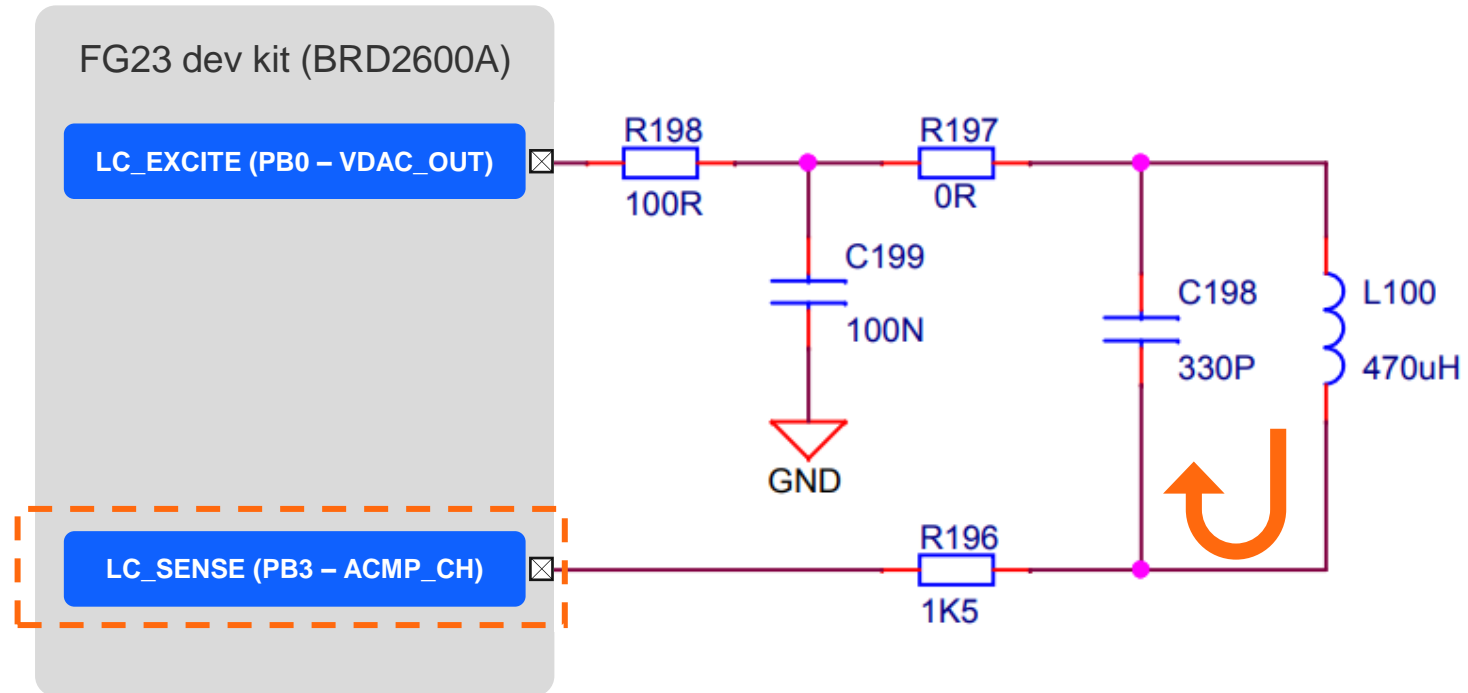 FG23 dev kit (BRD2600A)
LC_EXCITE (PB0 – VDAC_OUT)
R198
100R
R197
0R
C199
100N
GND
C198
330P
L100
470uH
LC_SENSE (PB3 – ACMP_CH)
R196
1K5